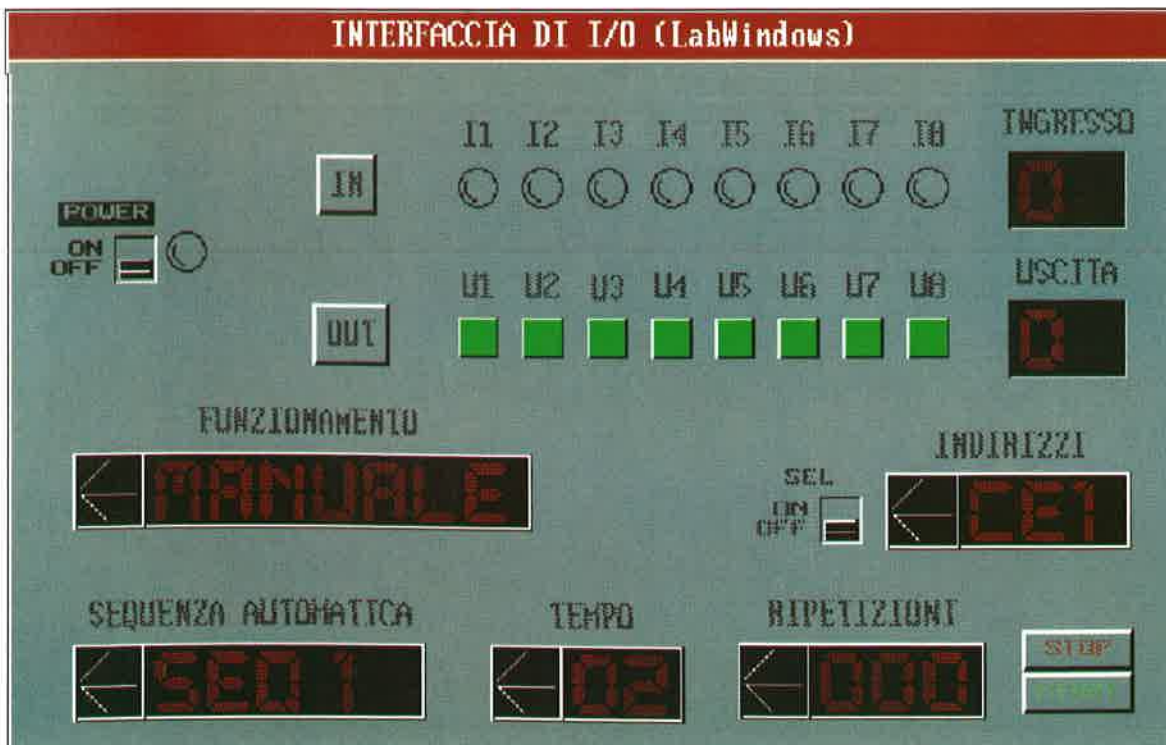 INTERFACCIA DI I/O (LabWindows)
I1 I2 I3 I4 I5 I6 I7 I8
INGRESSO
IN
0
POWER
ON
OFF
U1 U2 U3 U4 U5 U6 U7 U8
USCITA
OUT
0
FUNZIONAMENTO
MANUALE
INDIRIZZI
SEL
ON
OFF
CE1
SEQUENZA AUTOMATICA
TEMPO
RIPETIZIONI
SEQ 1
02
000
STOP